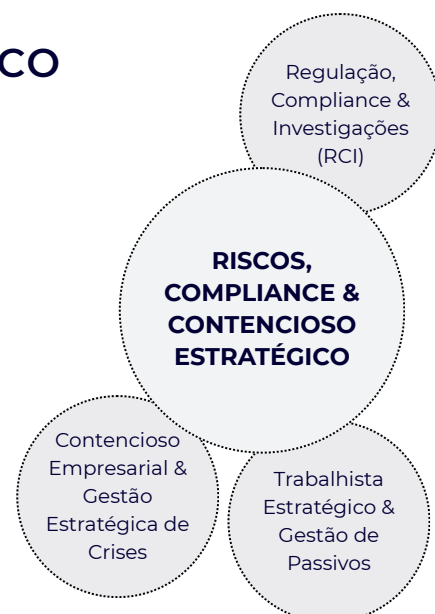 CO
Regulação,
Compliance &
Investigações
(RCI)
RISCOS,
COMPLIANCE &
CONTENCIOSO
ESTRATÉGICO
Contencioso
Empresarial &
Gestão
Estratégica de
Crises
Trabalhista
Estratégico &
Gestão de
Passivos